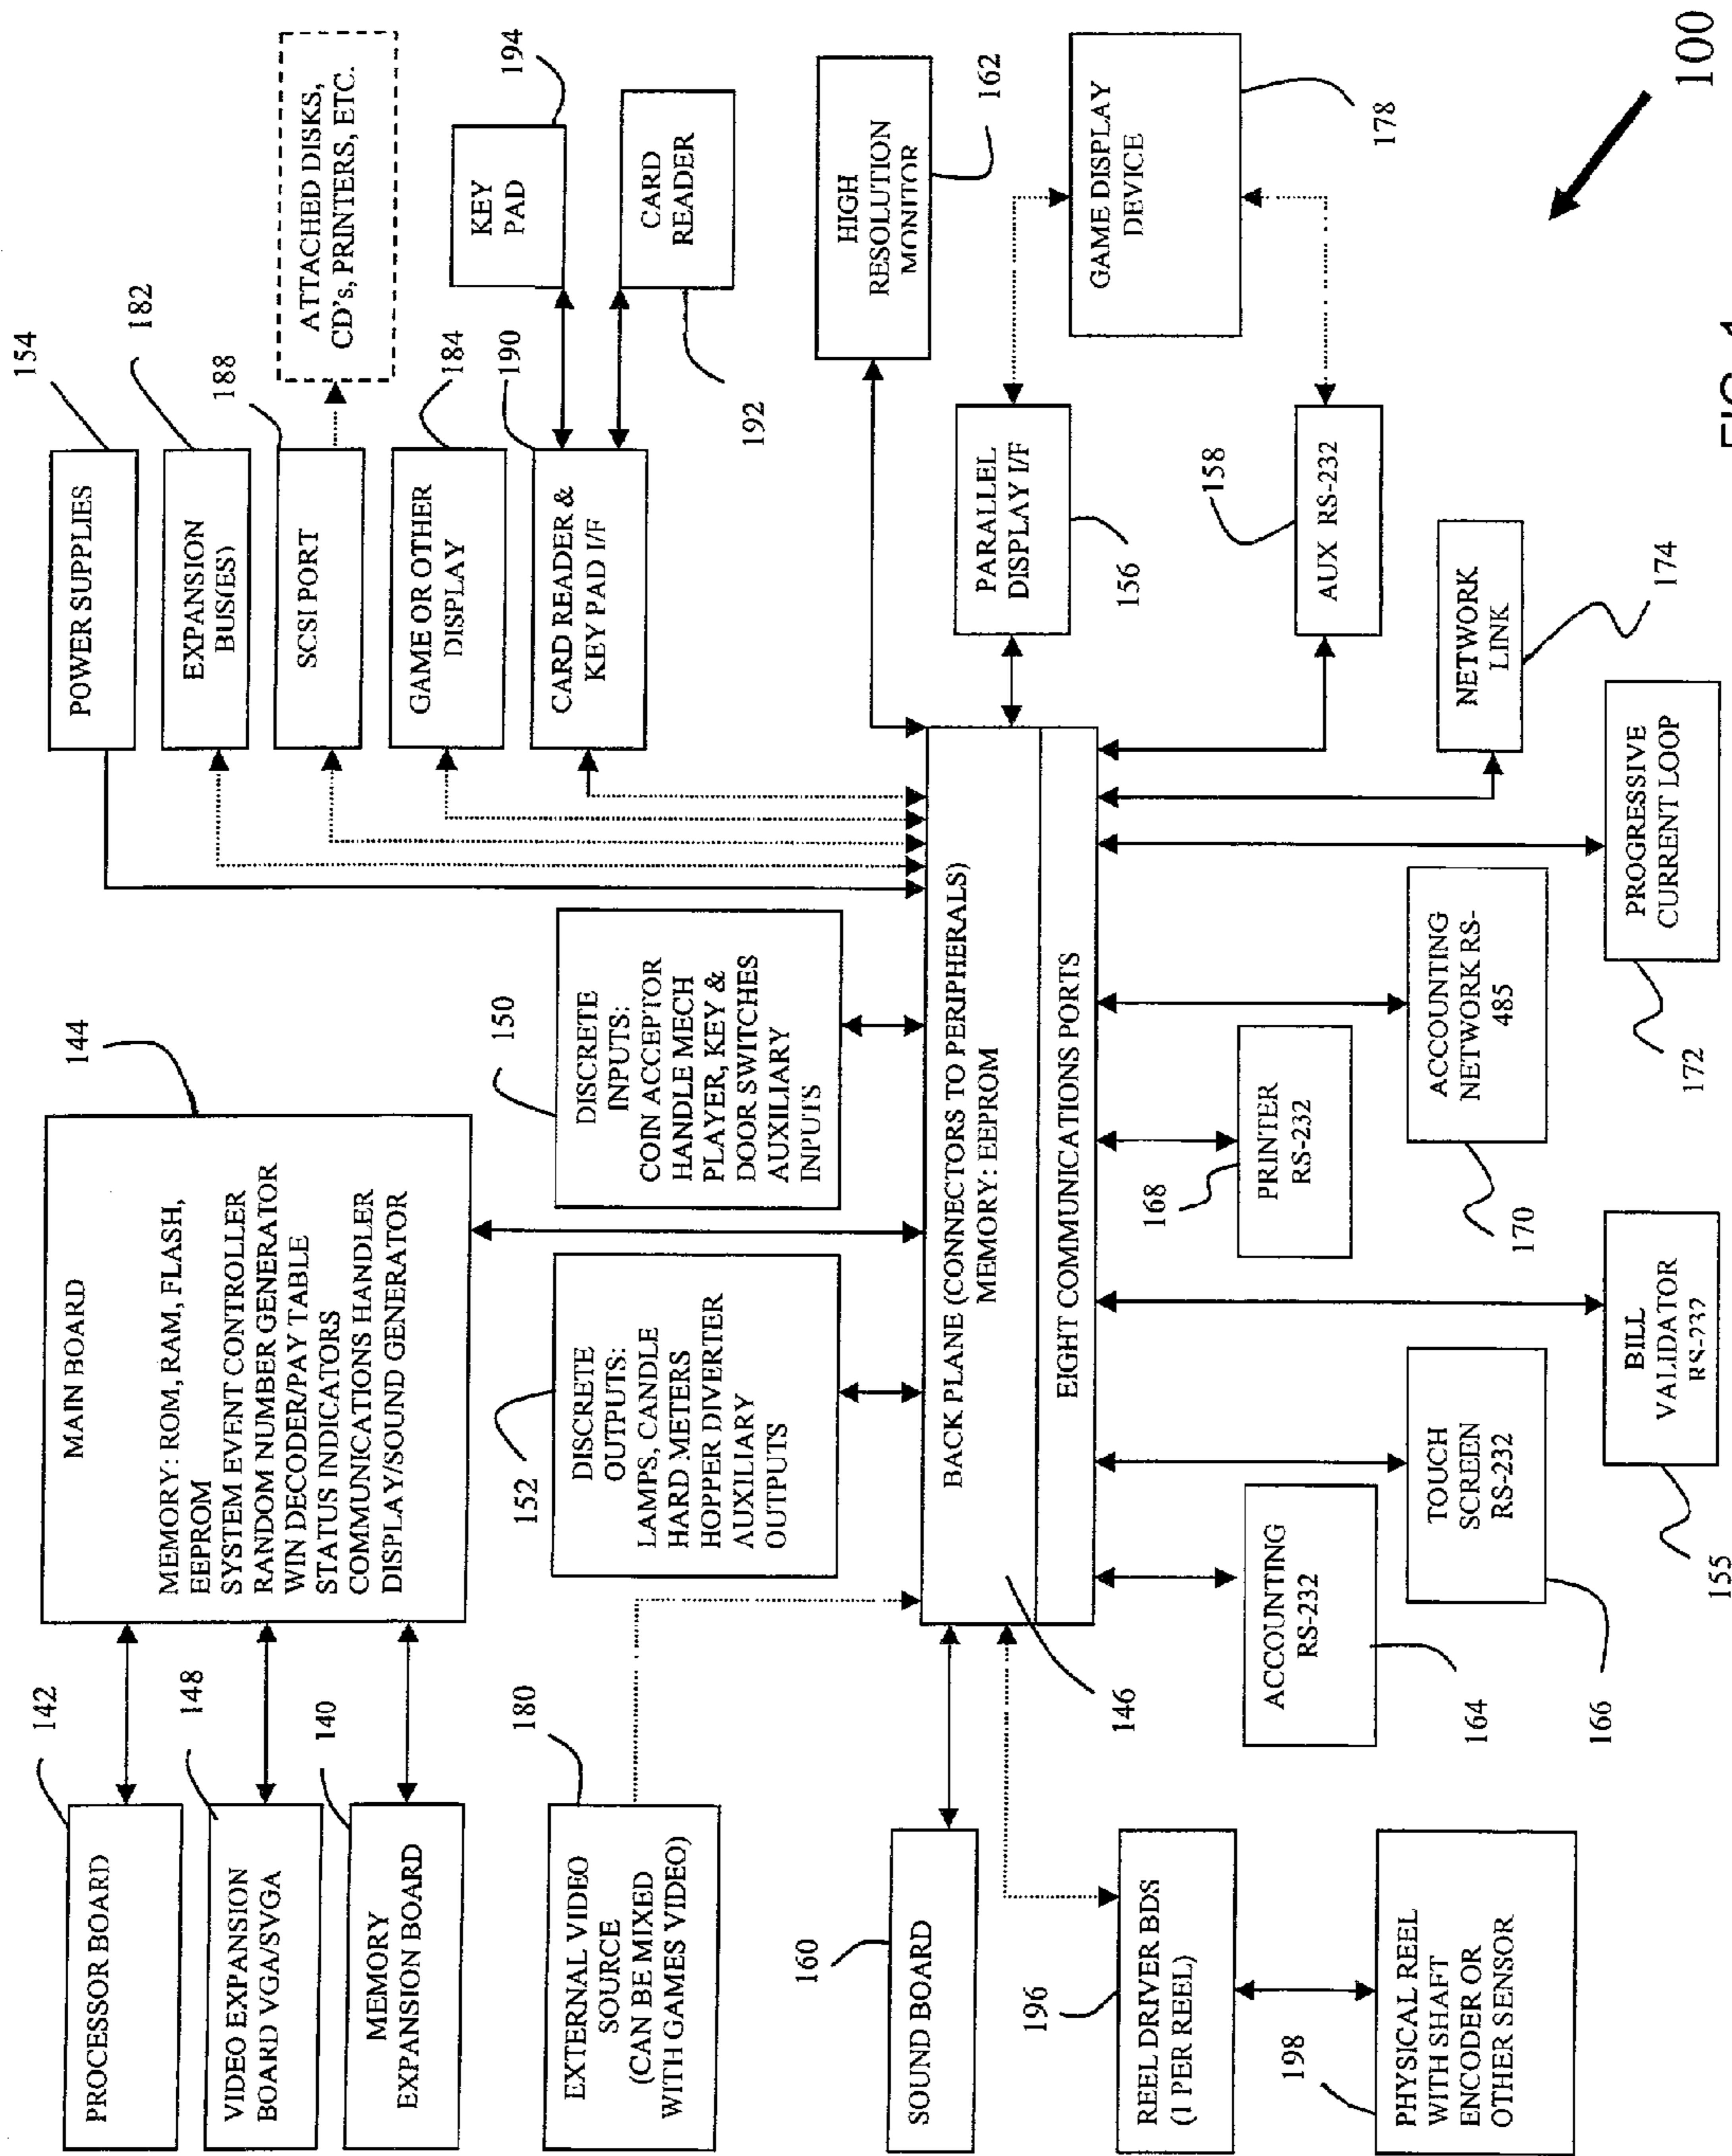 PROCESSOR BOARD
142
VIDEO EXPANSION
BOARD VGA/SVGA
148
MEMORY
EXPANSION BOARD
140
EXTERNAL VIDEO
SOURCE
(CAN BE MIXED
WITH GAMES VIDEO)
180
SOUND BOARD
160
REEL DRIVER BDS
(1 PER REEL)
196
PHYSICAL REEL
WITH SHAFT
ENCODER OR
OTHER SENSOR
198
MAIN BOARD
MEMORY: ROM, RAM, FLASH,
EEPROM
SYSTEM EVENT CONTROLLER
RANDOM NUMBER GENERATOR
WIN DECODER/PAY TABLE
STATUS INDICATORS
COMMUNICATIONS HANDLER
DISPLAY/SOUND GENERATOR
144
DISCRETE
OUTPUTS:
LAMPS, CANDLE
HARD METERS
HOPPER DIVERTER
AUXILIARY
OUTPUTS
152
DISCRETE
INPUTS:
COIN ACCEPTOR
HANDLE MECH
PLAYER, KEY &
DOOR SWITCHES
AUXILIARY
INPUTS
150
BACK PLANE (CONNECTORS TO PERIPHERALS)
MEMORY: EEPROM
EIGHT COMMUNICATIONS PORTS
146
ACCOUNTING
RS-232
164
TOUCH
SCREEN
RS-232
166
BILL
VALIDATOR
RS-232
155
PRINTER
RS-232
168
ACCOUNTING
NETWORK RS-
485
170
PROGRESSIVE
CURRENT LOOP
172
NETWORK
LINK
174
POWER SUPPLIES
154
EXPANSION
BUS(ES)
182
SCSI PORT
188
ATTACHED DISKS,
CD's, PRINTERS, ETC.
GAME OR OTHER
DISPLAY
184
CARD READER &
KEY PAD I/F
190
KEY
PAD
194
CARD
READER
192
HIGH
RESOLUTION
MONITOR
162
PARALLEL
DISPLAY I/F
156
AUX RS-232
158
GAME DISPLAY
DEVICE
178
100